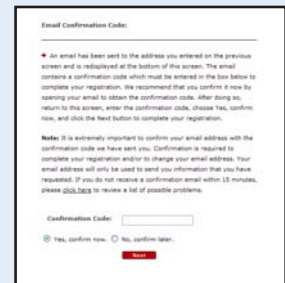 Email Confirmation Code:
An email has been sent to the address you entered on the previous
screen and is redisplayed at the bottom of this screen. The email
contains a confirmation code which must be entered in the box below to
complete your registration. We recommend that you confirm it now by
opening your email to obtain the confirmation code. After doing so,
return to this screen, enter the confirmation code, choose Yes, confirm
now, and click the Next button to complete your registration.
Note: It is extremely important to confirm your email address with the
confirmation code we have sent you. Confirmation is required to
complete your registration and/or to change your email address. Your
email address will only be used to send you information that you have
requested. If you do not receive a confirmation email within 15 minutes,
please click here to review a list of possible problems.
Confirmation Code:
Yes, confirm now. No, confirm later.
Next